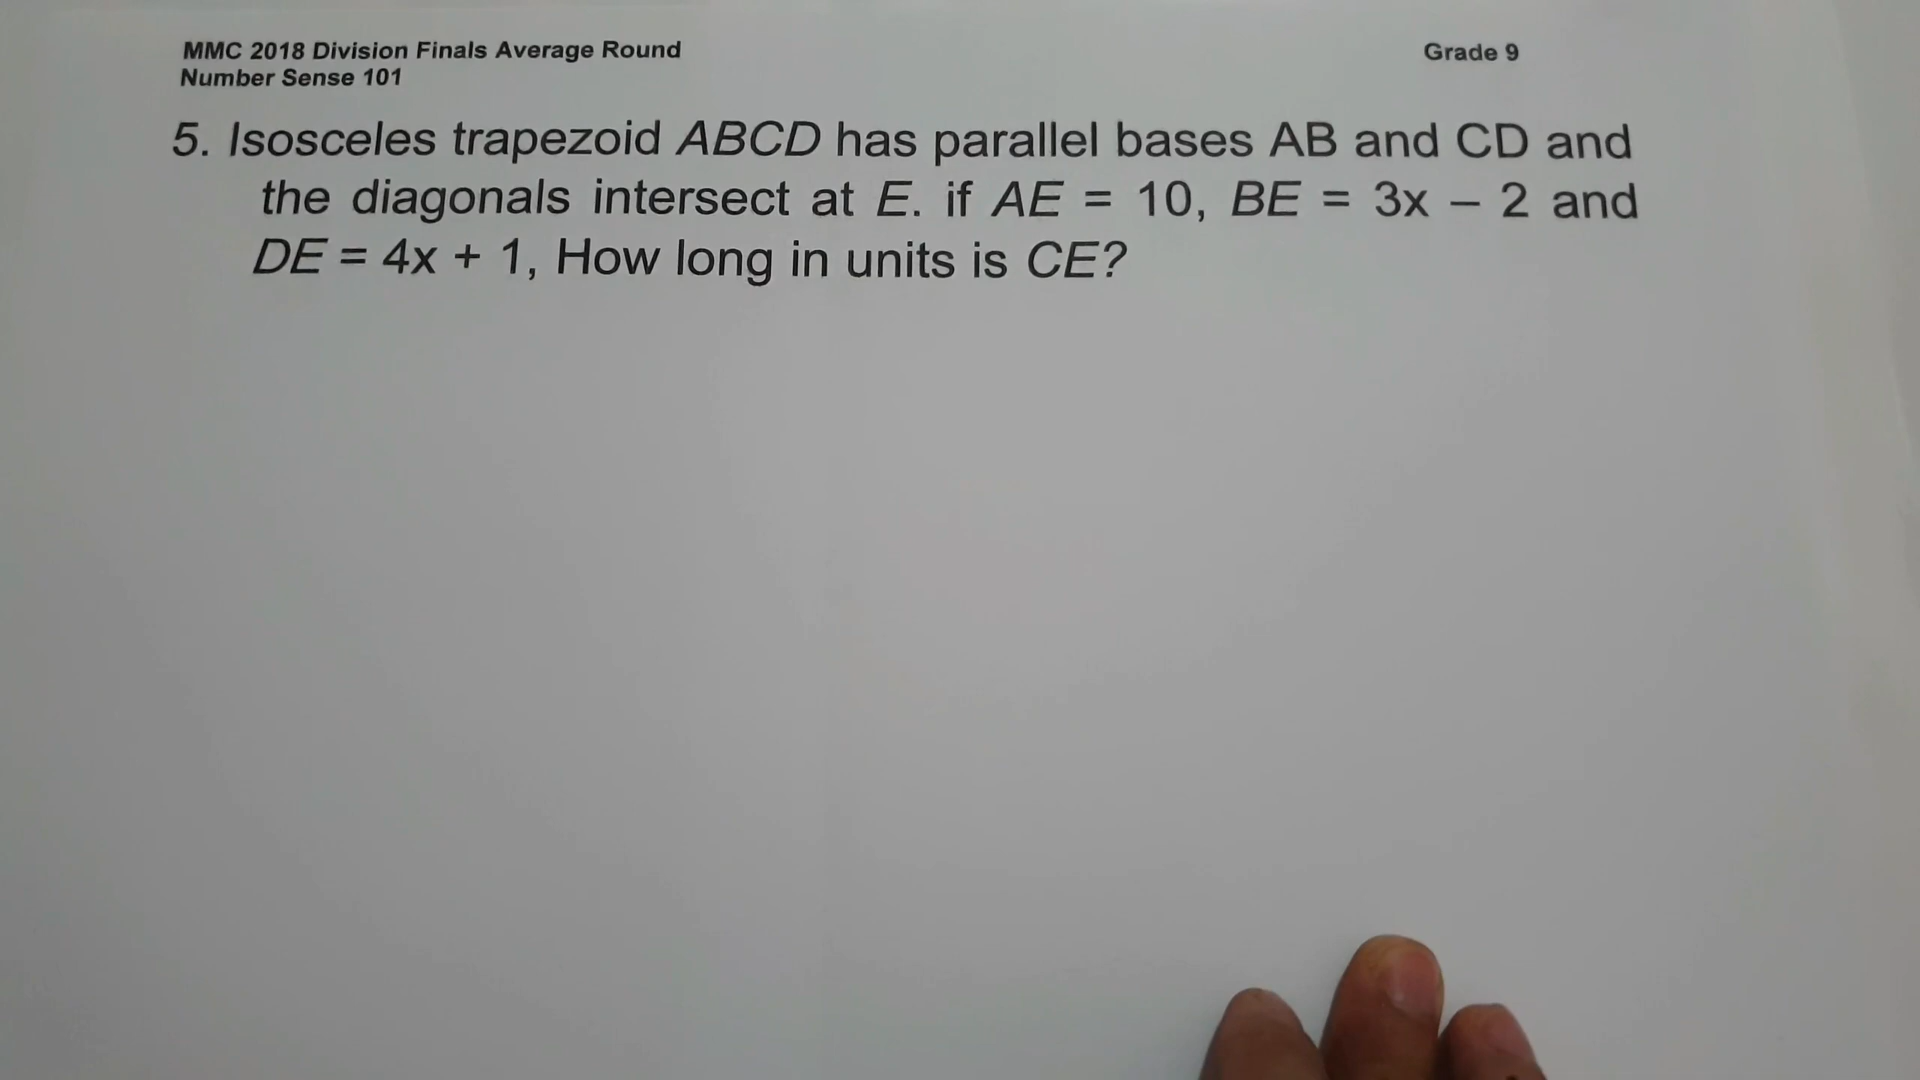 MMC 2018 Division Finals Average Round
Grade 9
Number Sense 101
5. Isosceles trapezoid ABCD has parallel bases AB and CD and
the diagonals intersect at E. if AE = 10, BE = 3x – 2 and
DE = 4x + 1, How long in units is CE?